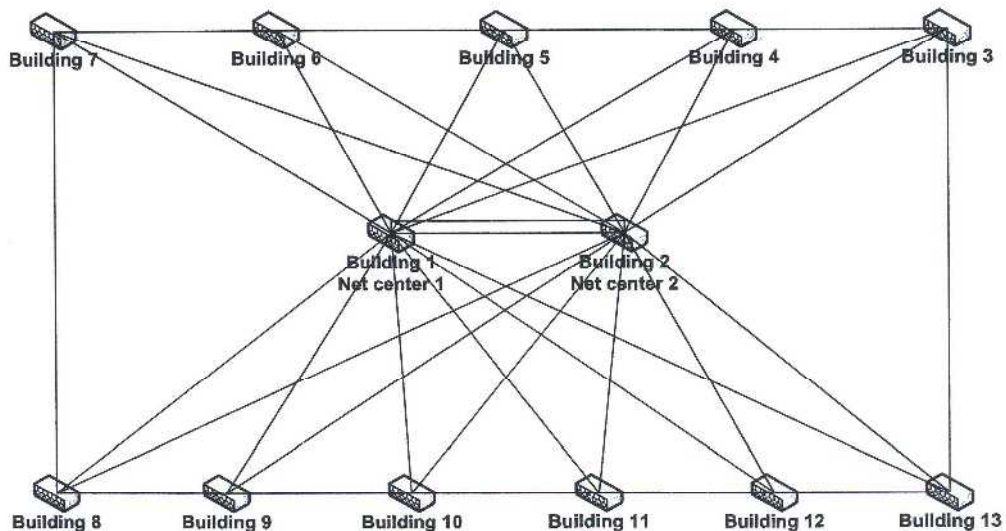 Building 7
Building 6
Building 5
Building 4
Building 3
Building 1
Net center 1
Building 2
Net center 2
Building 8
Building 9
Building 10
Building 11
Building 12
Building 13